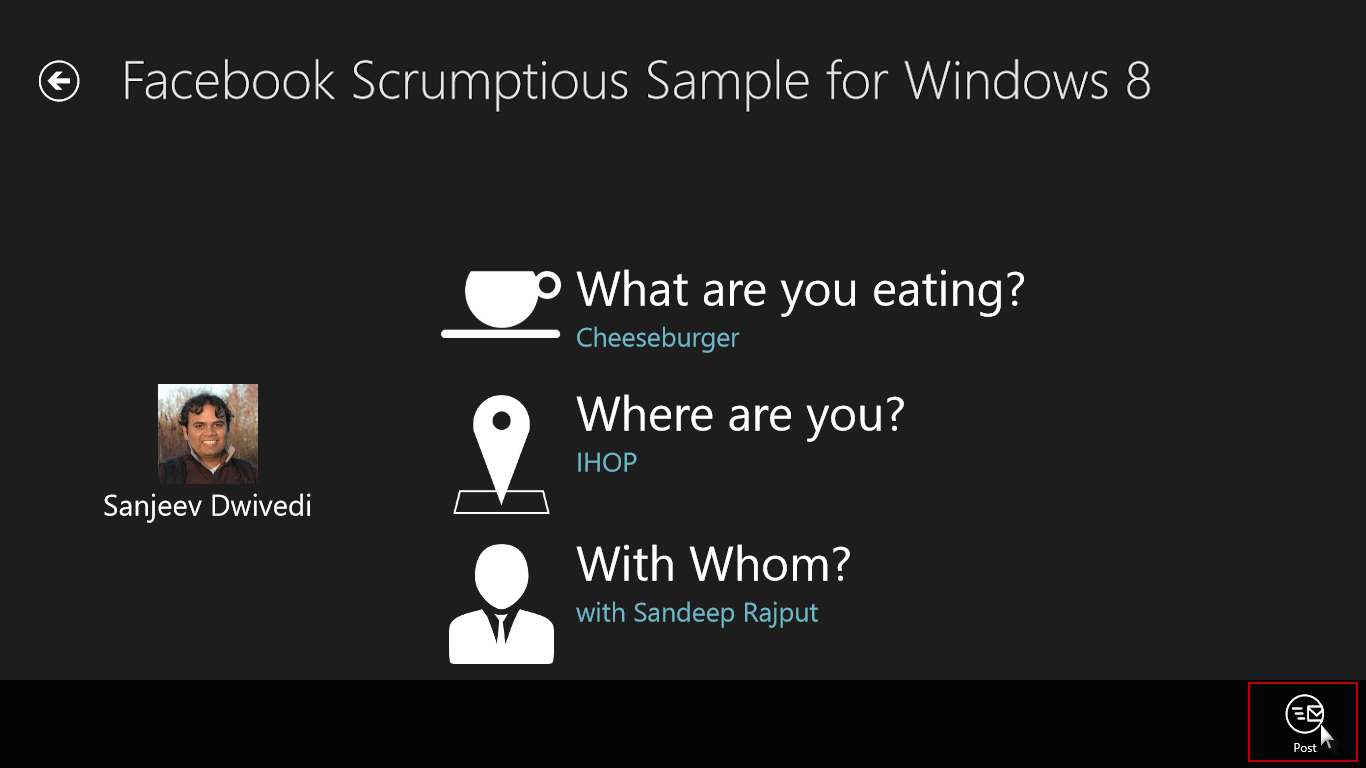 Facebook Scrumptious Sample for Windows 8
What are you eating?
Cheeseburger
Where are you?
IHOP
Sanjeev Dwivedi
With Whom?
with Sandeep Rajput
Post